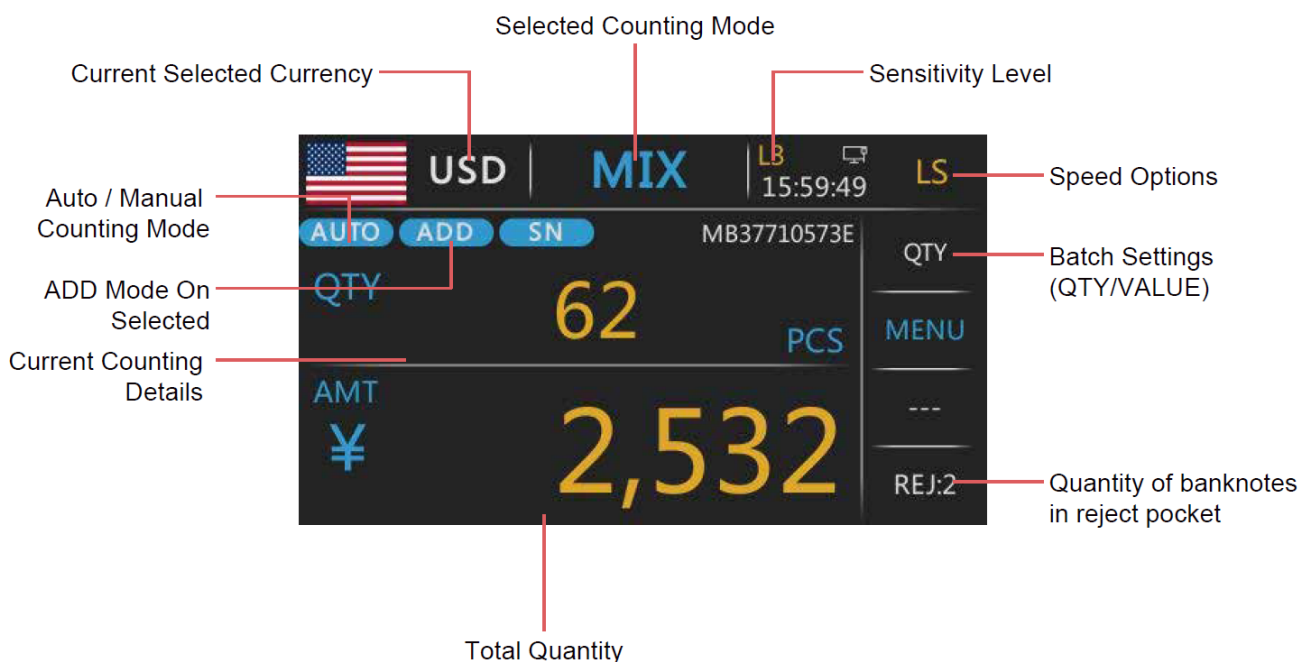 Selected Counting Mode
Current Selected Currency
Sensitivity Level
USD
MIX
L3
15:59:49
LS
Speed Options
Auto / Manual
Counting Mode
AUTO
ADD
SN
MB37710573E
QTY
Batch Settings
(QTY/VALUE)
QTY
62
PCS
ADD Mode On
Selected
MENU
Current Counting
Details
AMT
¥
2,532
---
REJ:2
Quantity of banknotes
in reject pocket
Total Quantity